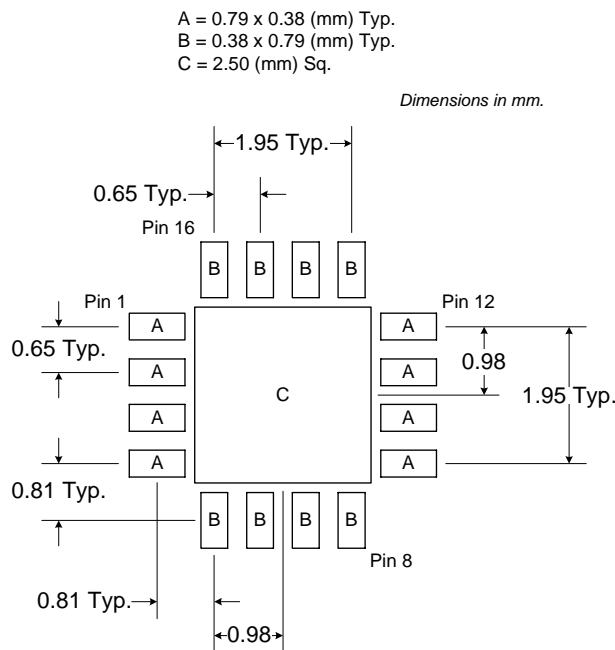 A = 0.79 x 0.38 (mm) Typ.
B = 0.38 x 0.79 (mm) Typ.
C = 2.50 (mm) Sq.
Dimensions in mm.
1.95 Typ.
0.65 Typ.
Pin 16
B B B B
Pin 1
Pin 12
A A
0.65 Typ.
0.98
A A
C
1.95 Typ.
A A
A A
0.81 Typ.
B B B B
Pin 8
0.81 Typ.
0.98